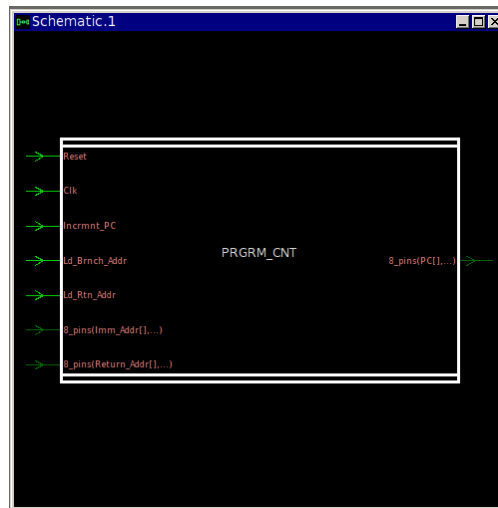 Schematic.1
Reset
Clk
Incrmnt_PC
PRGRM_CNT
Ld_Brnch_Addr
8_pins(PC[],...)
Ld_Rtn_Addr
8_pins(Imm_Addr[],...)
8_pins(Return_Addr[],...)